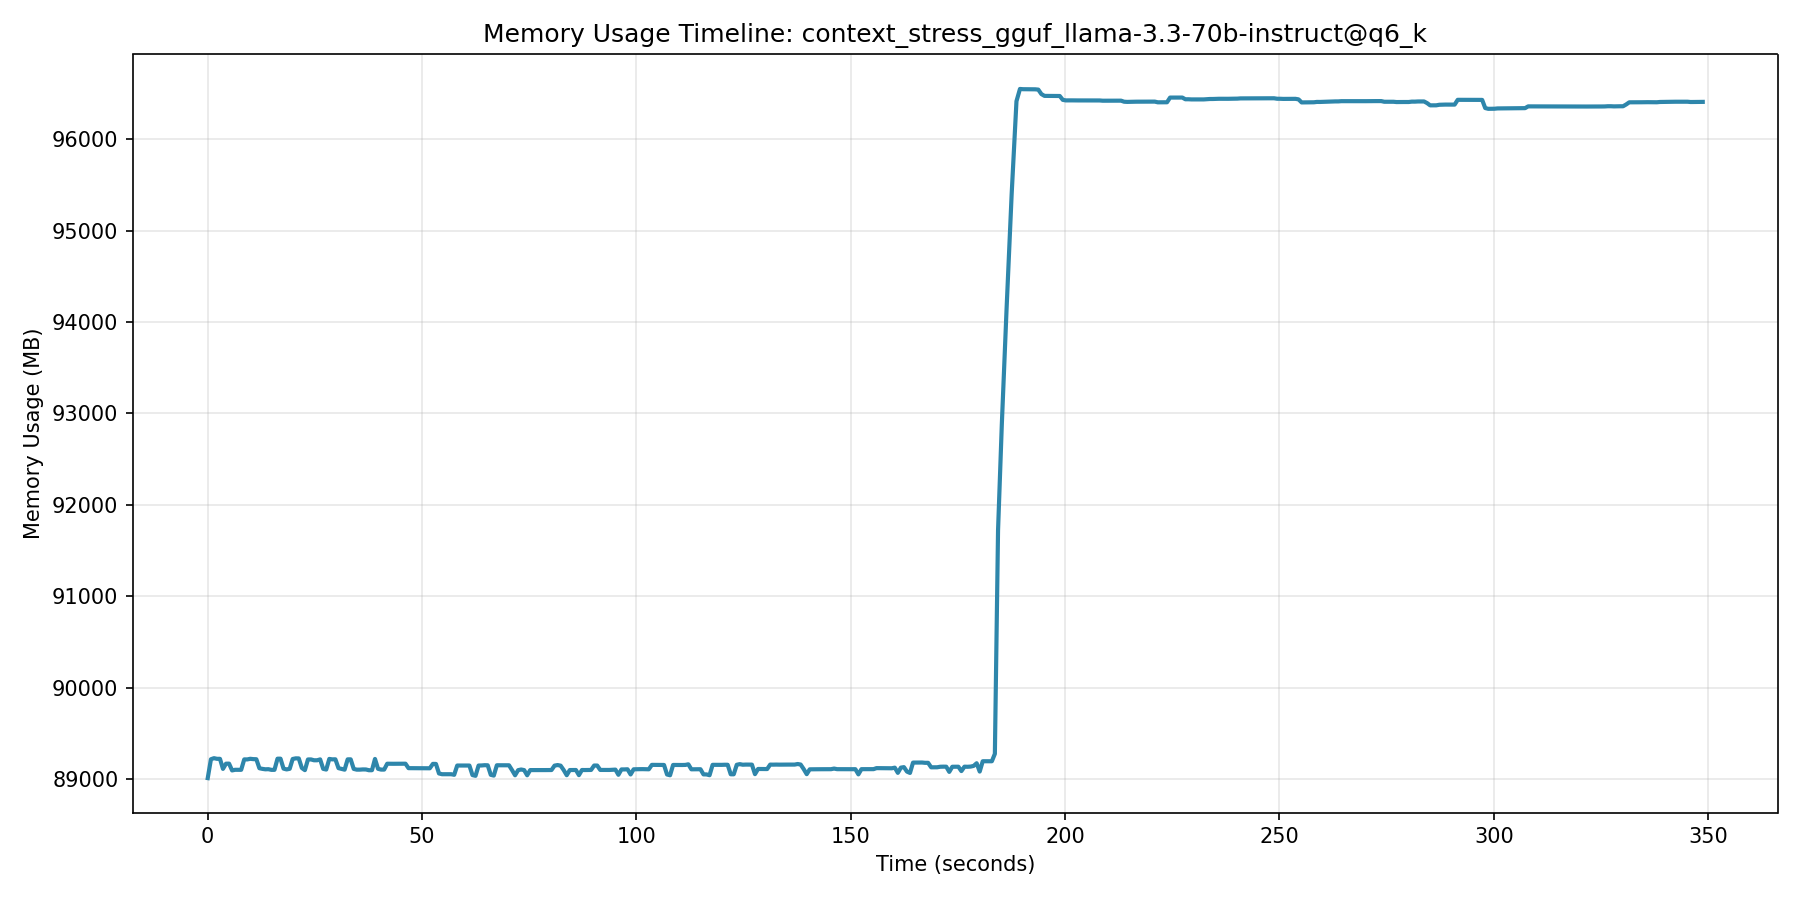 Memory Usage Timeline: context_stress_gguf_llama-3.3-70b-instruct@q6_k
Memory Usage (MB)
96000
95000
94000
93000
92000
91000
90000
89000
0 50 100 150 200 250 300 350
Time (seconds)